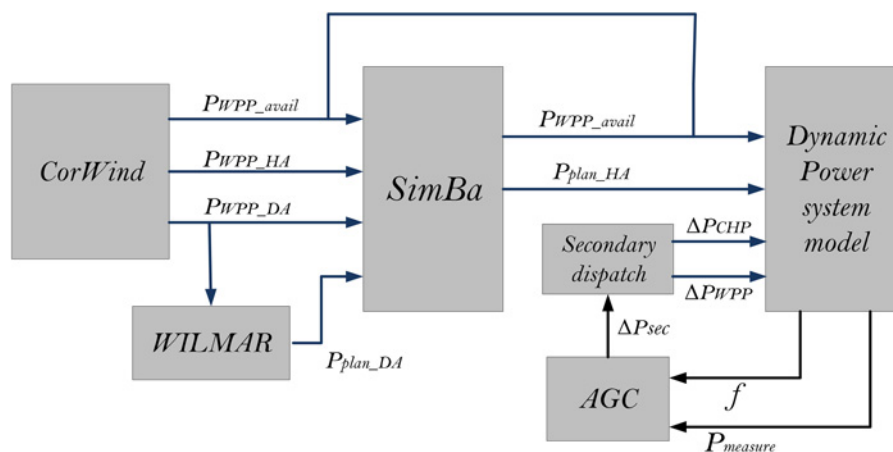 CorWind
PWPP_avail
PWPP_HA
PWPP_DA
WILMAR
Pplan_DA
SimBa
PWPP_avail
Pplan_HA
Secondary
dispatch
ΔPCHP
ΔPWPP
ΔPsec
AGC
Dynamic
Power
system
model
f
Pmeasure